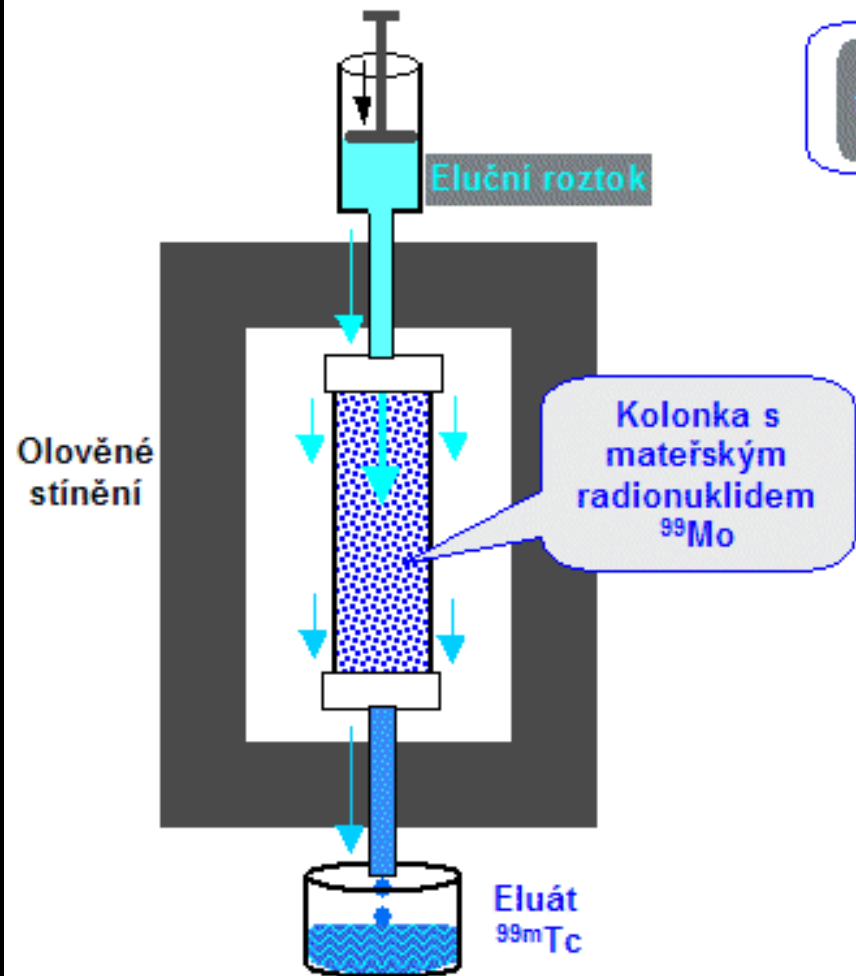 Eluční roztok
Olověné
stínění
Kolonka s
mateřským
radionuklidem
⁹⁹Mo
Eluát
⁹⁹ᵐTc